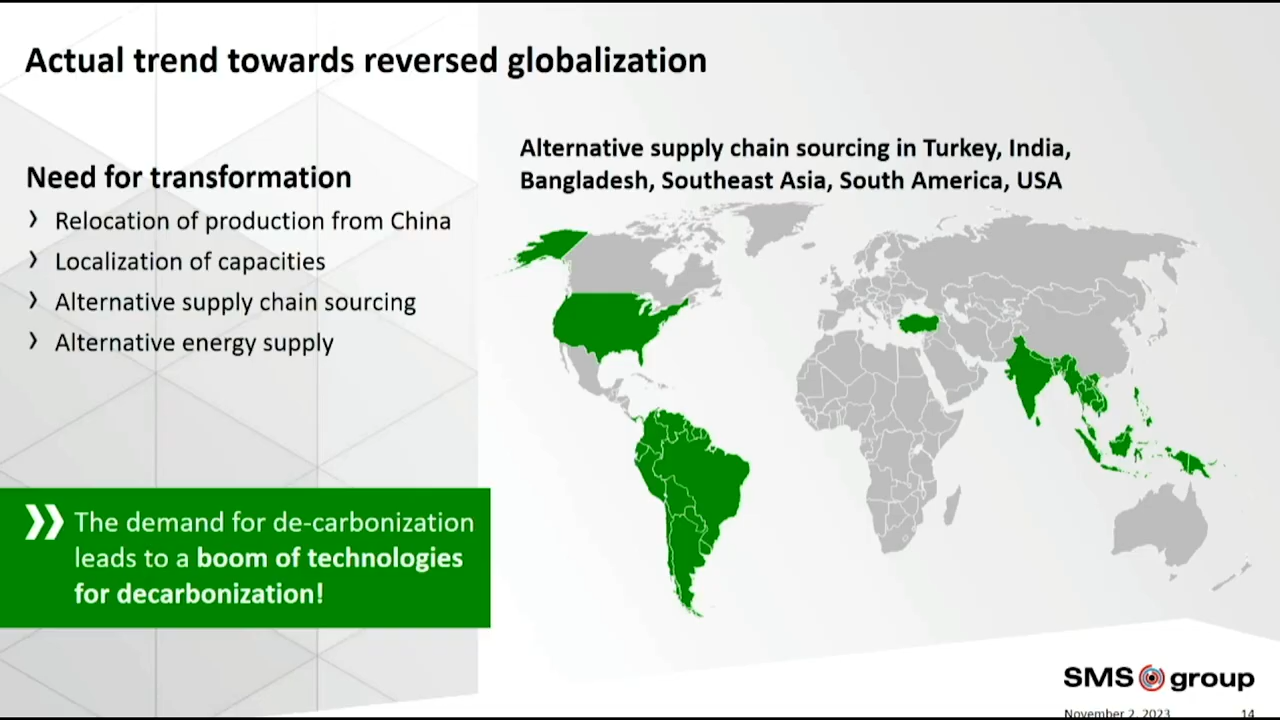 Actual trend towards reversed globalization
Need for transformation
Relocation of production from China
Localization of capacities
Alternative supply chain sourcing
Alternative energy supply
The demand for de-carbonization
leads to a boom of technologies
for decarbonization!
Alternative supply chain sourcing in Turkey, India,
Bangladesh, Southeast Asia, South America, USA
SMS group
November 2, 2023 14